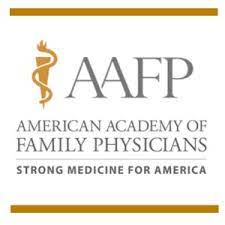 AAFP
AMERICAN ACADEMY OF
FAMILY PHYSICIANS
STRONG MEDICINE FOR AMERICA